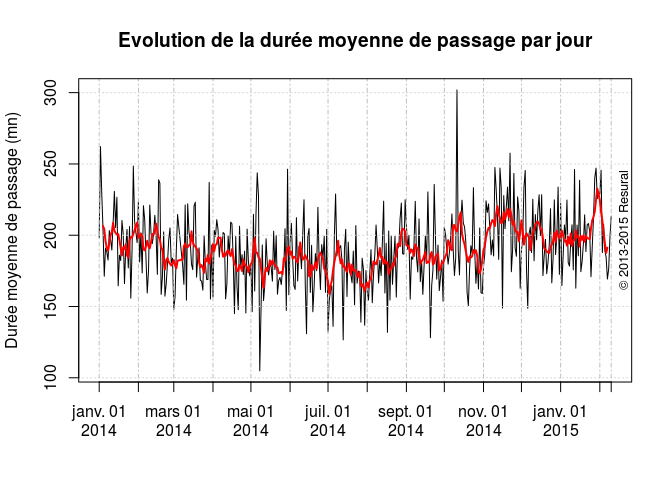 Evolution de la durée moyenne de passage par jour
Durée moyenne de passage (mn)
300
250
200
150
100
© 2013-2015 Resural
janv. 01 mars 01 mai 01 juil. 01 sept. 01 nov. 01 janv. 01
2014 2014 2014 2014 2014 2014 2015